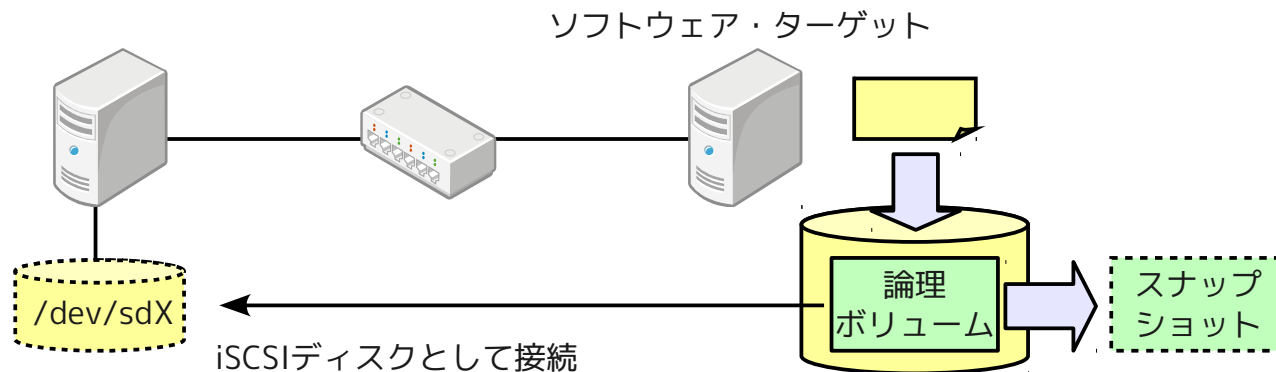 ソフトウェア・ターゲット
/dev/sdX
論理
ボリューム
スナップ
ショット
iSCSIディスクとして接続